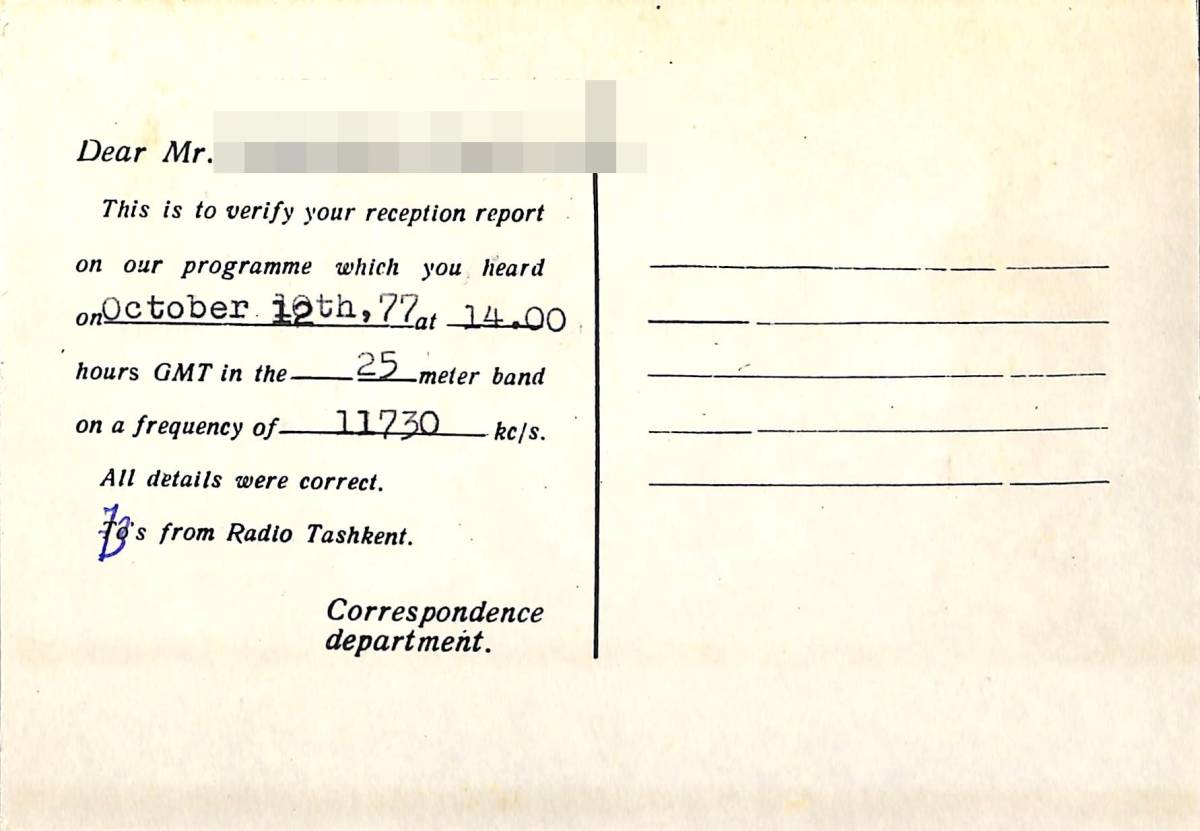 Dear Mr.
This is to verify your reception report
on our programme which you heard
on October 12th,77 at 14.00
hours GMT in the 25 meter band
on a frequency of 11730 kc/s.
All details were correct.
73's from Radio Tashkent.
Correspondence
department.